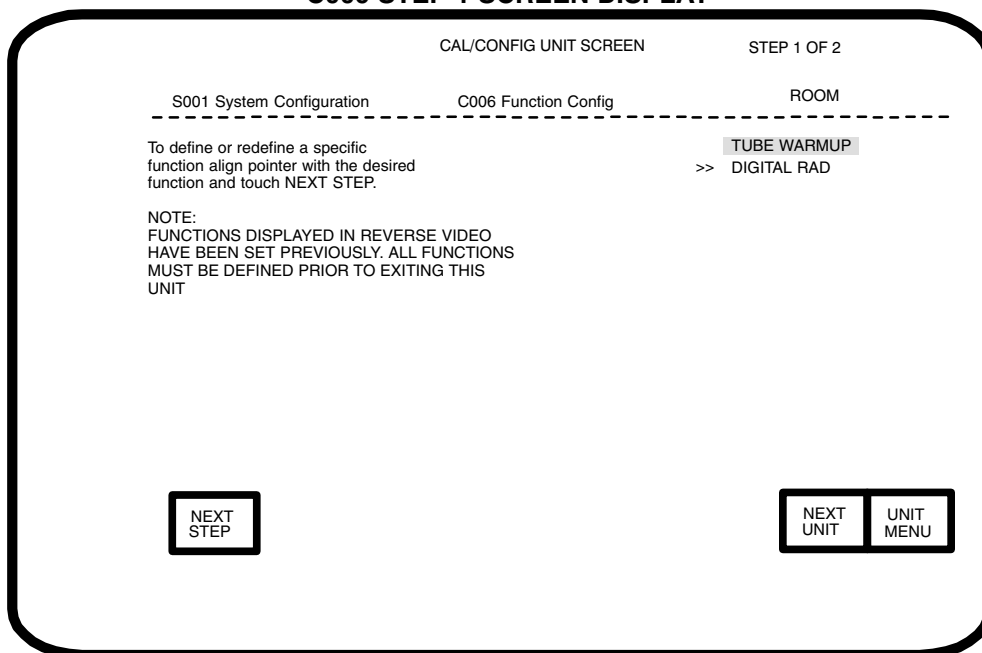 CAL/CONFIG UNIT SCREEN STEP 1 OF 2
S001 System Configuration C006 Function Config ROOM
To define or redefine a specific
function align pointer with the desired
function and touch NEXT STEP.
TUBE WARMUP
>> DIGITAL RAD
NOTE:
FUNCTIONS DISPLAYED IN REVERSE VIDEO
HAVE BEEN SET PREVIOUSLY. ALL FUNCTIONS
MUST BE DEFINED PRIOR TO EXITING THIS
UNIT
NEXT
STEP
NEXT
UNIT
UNIT
MENU